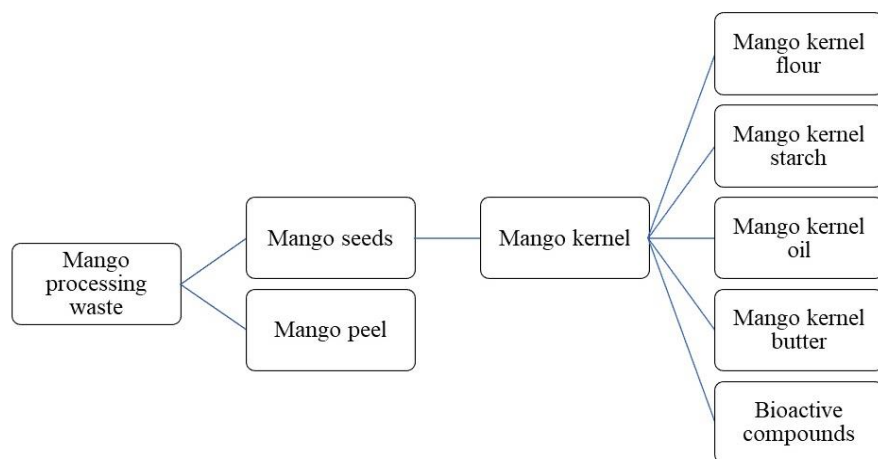 Mango
processing
waste
Mango seeds
Mango peel
Mango kernel
Mango kernel
flour
Mango kernel
starch
Mango kernel
oil
Mango kernel
butter
Bioactive
compounds